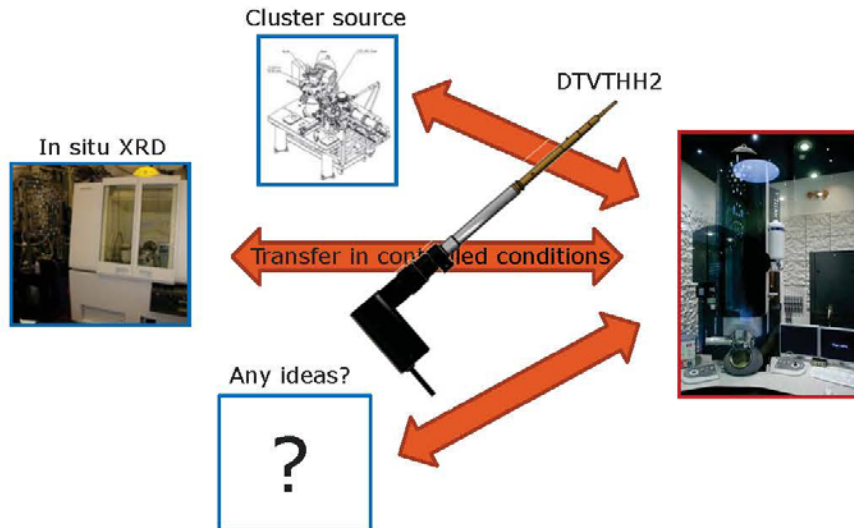 Cluster source
DTVTHH2
In situ XRD
Transfer in controlled conditions
Any ideas?
?